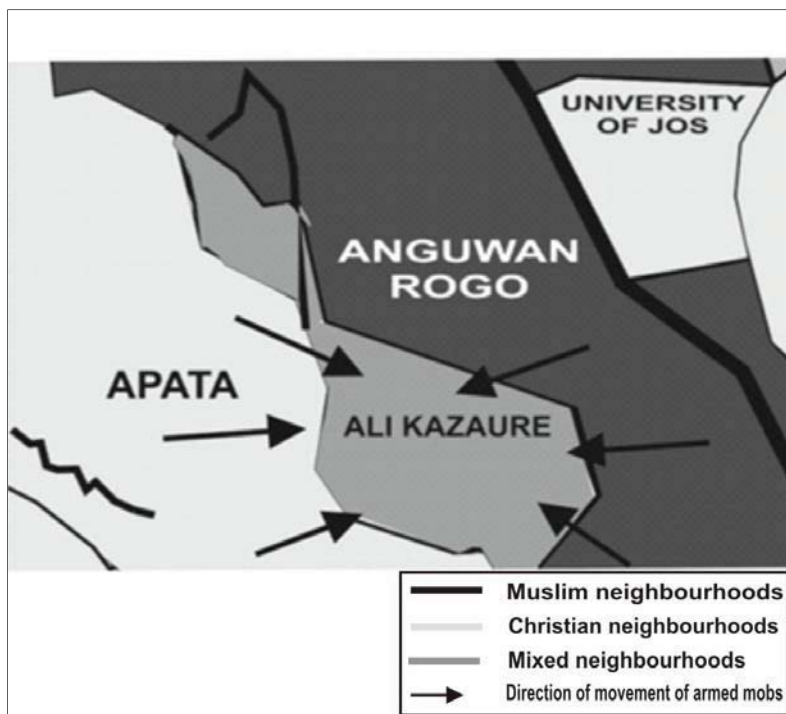 UNIVERSITY
OF JOS
ANGUWAN
ROGO
APATA
ALI KAZAURE
Muslim neighbourhoods
Christian neighbourhoods
Mixed neighbourhoods
Direction of movement of armed mobs